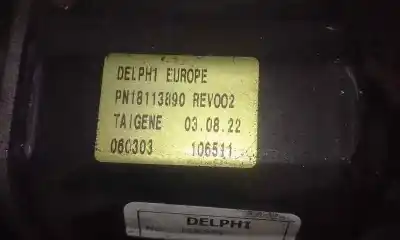 DELPHI EUROPE
PN18113890 REV002
TAIGENE 03.08.22
060303 106511
DELPHI